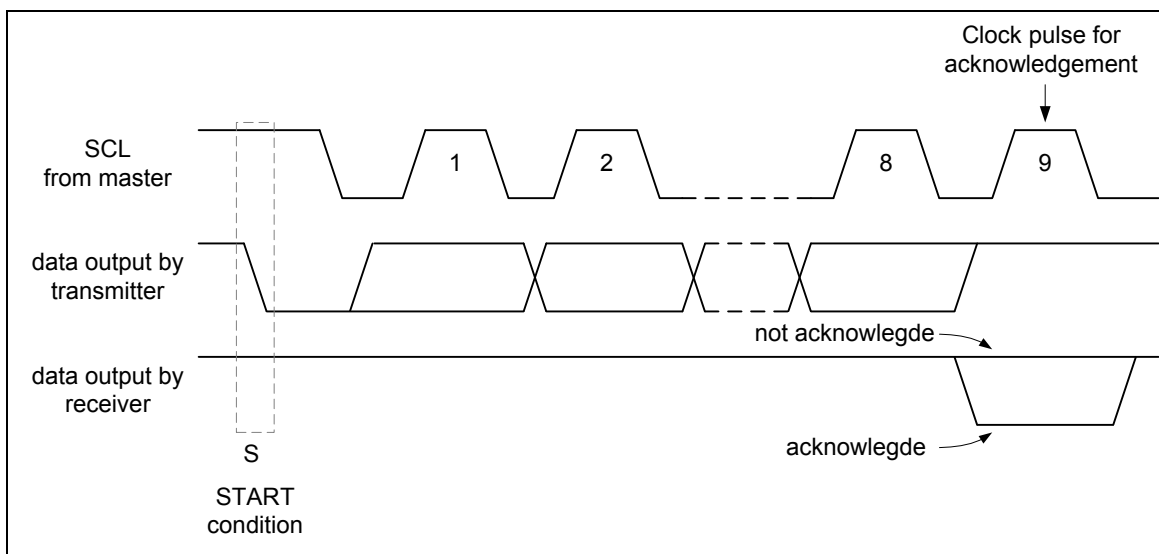 Clock pulse for
acknowledgement
SCL
from master
1
2
8
9
data output by
transmitter
not acknowlegde
data output by
receiver
acknowlegde
S
START
condition